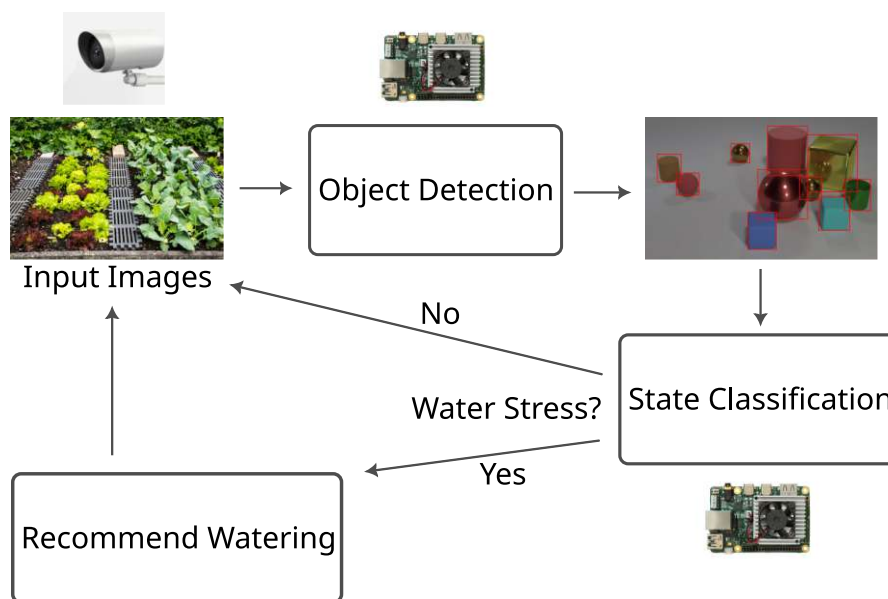 Object Detection
Input Images
No
Water Stress?
State Classification
Yes
Recommend Watering